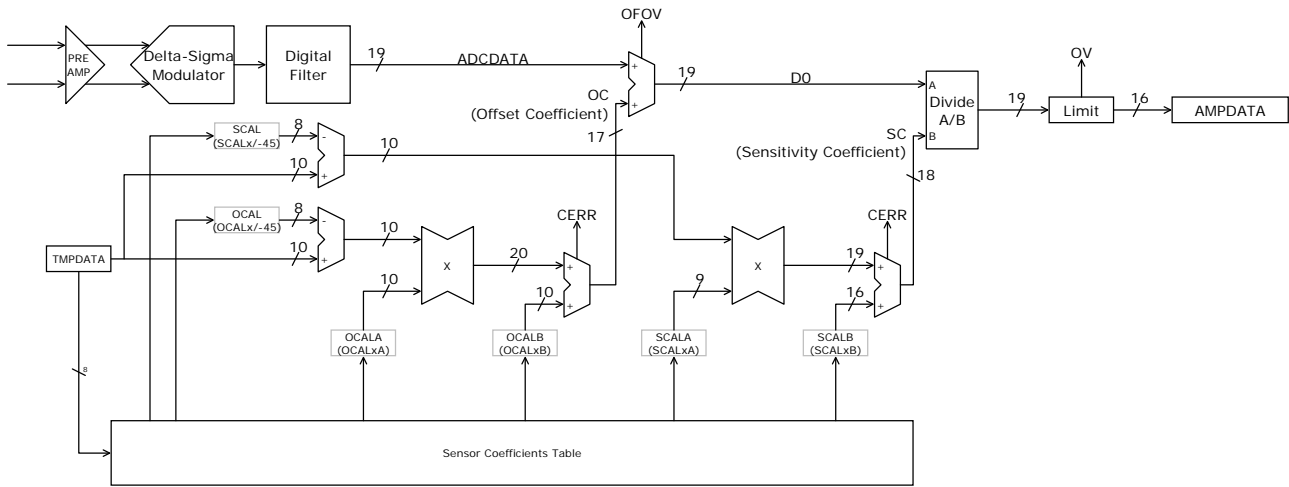 OFOV
PRE
AMP
Delta-Sigma
Modulator
Digital
Filter
19
ADCDATA
+
+
19
D0
OC
(Offset Coefficient)
17
A
Divide
A/B
B
19
OV
Limit
16
AMPDATA
SCAL
(SCALx/-45)
8
-
10
+
10
SC
(Sensitivity Coefficient)
18
OCAL
(OCALx/-45)
8
-
10
+
10
TMPDATA
X
20
10
CERR
+
+
10
X
19
9
CERR
+
+
16
OCALA
(OCALxA)
OCALB
(OCALxB)
SCALA
(SCALxA)
SCALB
(SCALxB)
8
Sensor Coefficients Table